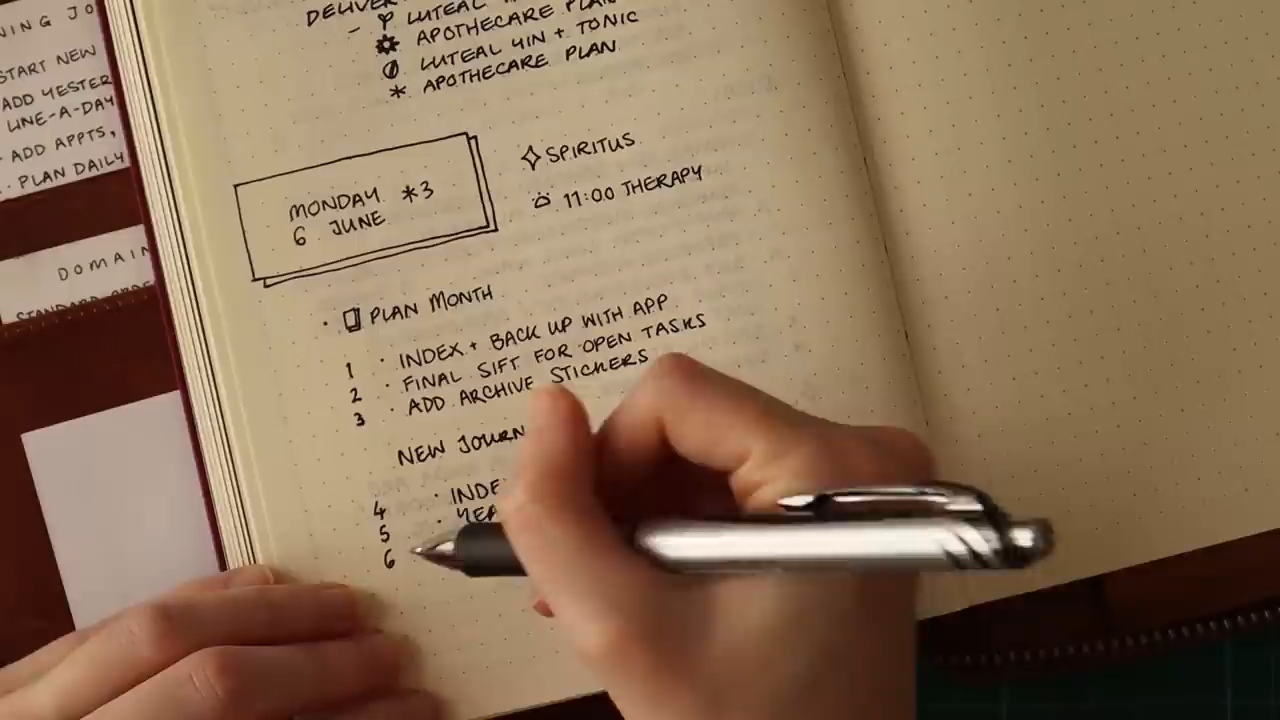 START NEW
ADD YESTER
LINE-A-DAY
ADD APPTS,
PLAN DAILY
DOMAIN
DELIVER
LUTEAL
APOTHECARE PLAN
LUTEAL YIN + TONIC
* APOTHECARE PLAN
MONDAY *3
6 JUNE
SPIRITUS
11:00 THERAPY
· PLAN MONTH
1 · INDEX + BACK UP WITH APP
2 · FINAL SIFT FOR OPEN TASKS
3 · ADD ARCHIVE STICKERS
NEW JOURN
4 · INDE
5 · YEA
6